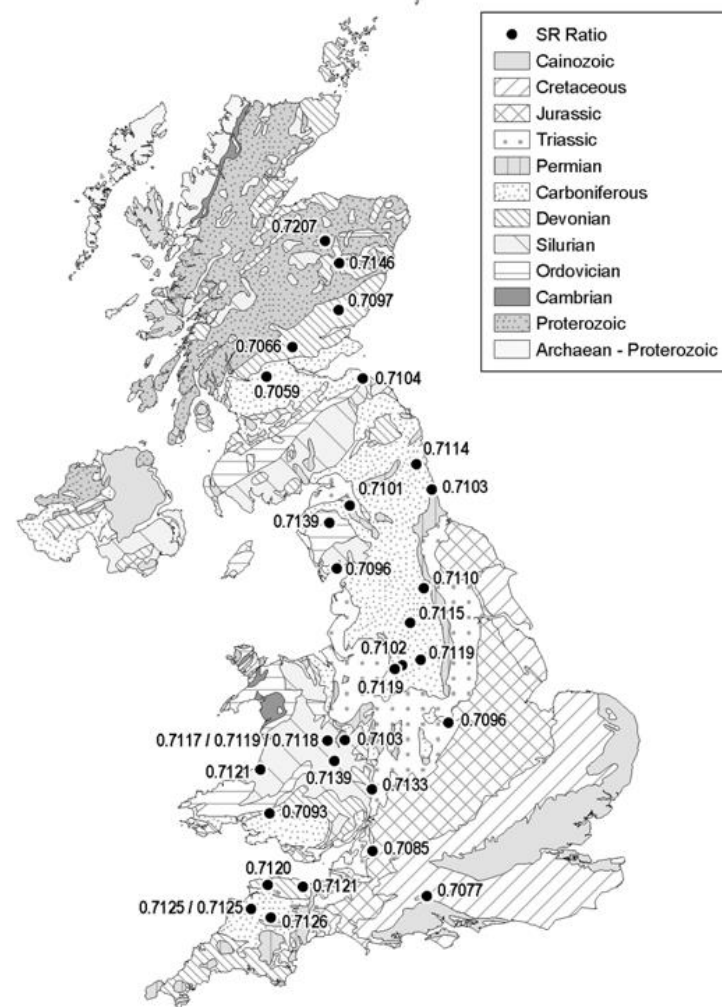 SR Ratio
Cainozoic
Cretaceous
Jurassic
Triassic
Permian
Carboniferous
Devonian
Silurian
Ordovician
Cambrian
Proterozoic
Archaean - Proterozoic
0.7207
0.7146
0.7097
0.7066
0.7059
0.7104
0.7114
0.7101
0.7103
0.7139
0.7096
0.7110
0.7115
0.7102
0.7119
0.7119
0.7096
0.7117 / 0.7119 / 0.7118
0.7103
0.7121
0.7139
0.7133
0.7093
0.7085
0.7120
0.7121
0.7077
0.7125 / 0.7125
0.7126